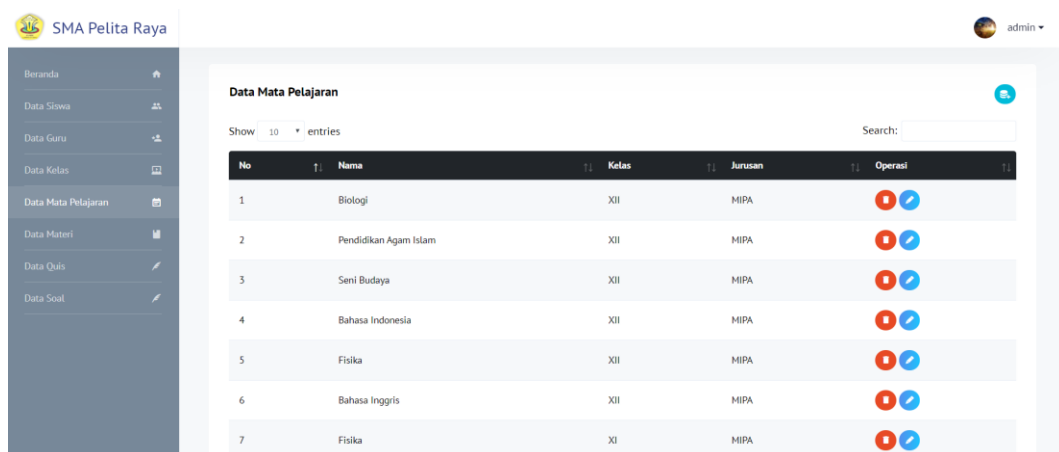 SMA Pelita Raya
admin
Beranda
Data Siswa
Data Guru
Data Kelas
Data Mata Pelajaran
Data Materi
Data Quis
Data Soal
Data Mata Pelajaran
Show 10 entries
Search:
No Nama Kelas Jurusan Operasi
1 Biologi XII MIPA
2 Pendidikan Agam Islam XII MIPA
3 Seni Budaya XII MIPA
4 Bahasa Indonesia XII MIPA
5 Fisika XII MIPA
6 Bahasa Inggris XII MIPA
7 Fisika XI MIPA